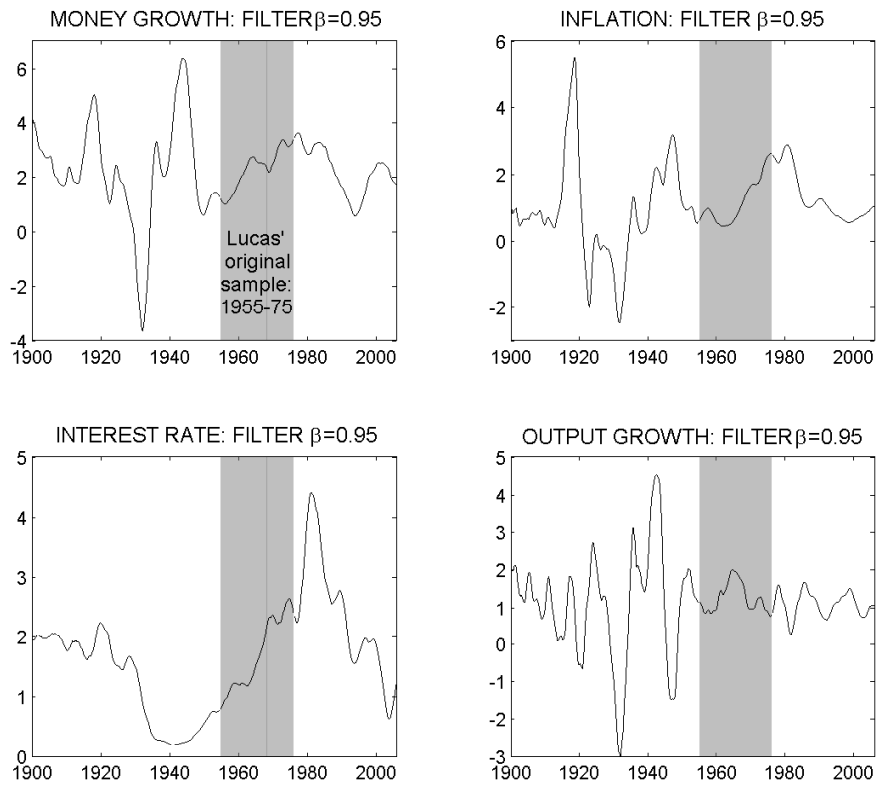 MONEY GROWTH: FILTERβ=0.95
6
4
2
0
-2
-4
Lucas'
original
sample:
1955-75
1900 1920 1940 1960 1980 2000
INFLATION: FILTER β=0.95
6
4
2
0
-2
1900 1920 1940 1960 1980 2000
INTEREST RATE: FILTER β=0.95
5
4
3
2
1
0
1900 1920 1940 1960 1980 2000
OUTPUT GROWTH: FILTERβ=0.95
5
4
3
2
1
0
-1
-2
-3
1900 1920 1940 1960 1980 2000